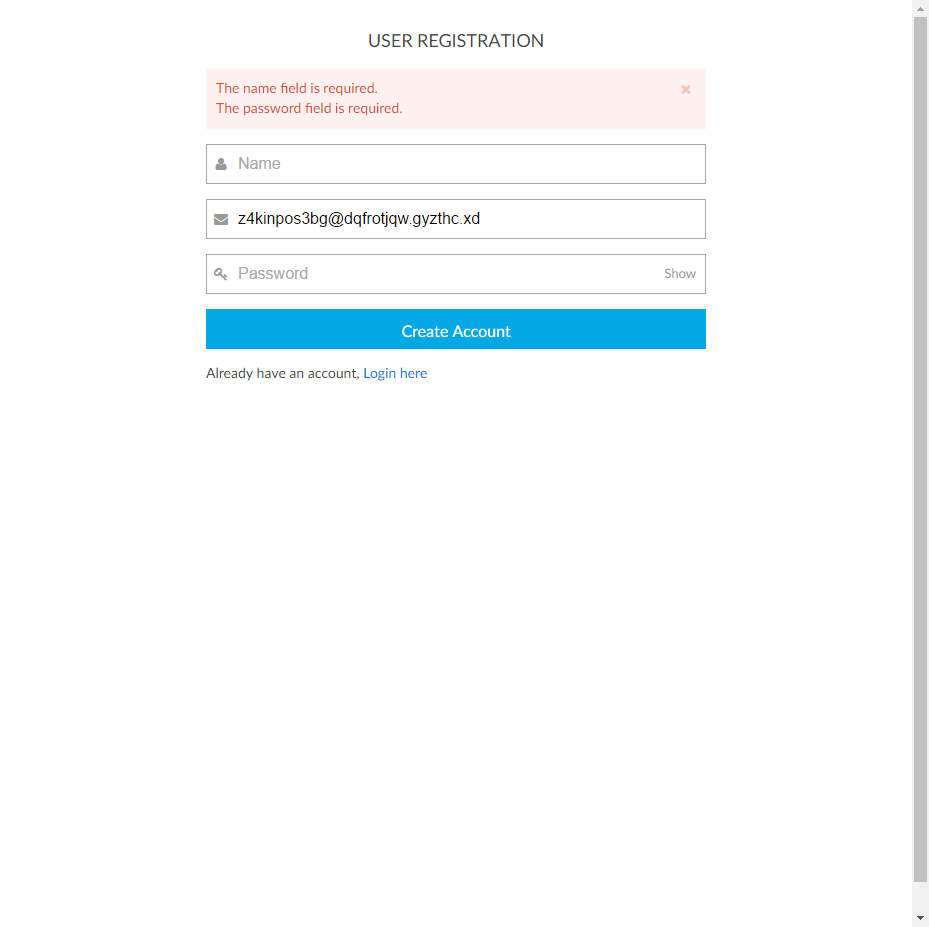 USER REGISTRATION
The name field is required.
The password field is required.
Name
z4kinpos3bg@dqfrotjqw.gyzthc.xd
Password Show
Create Account
Already have an account, Login here